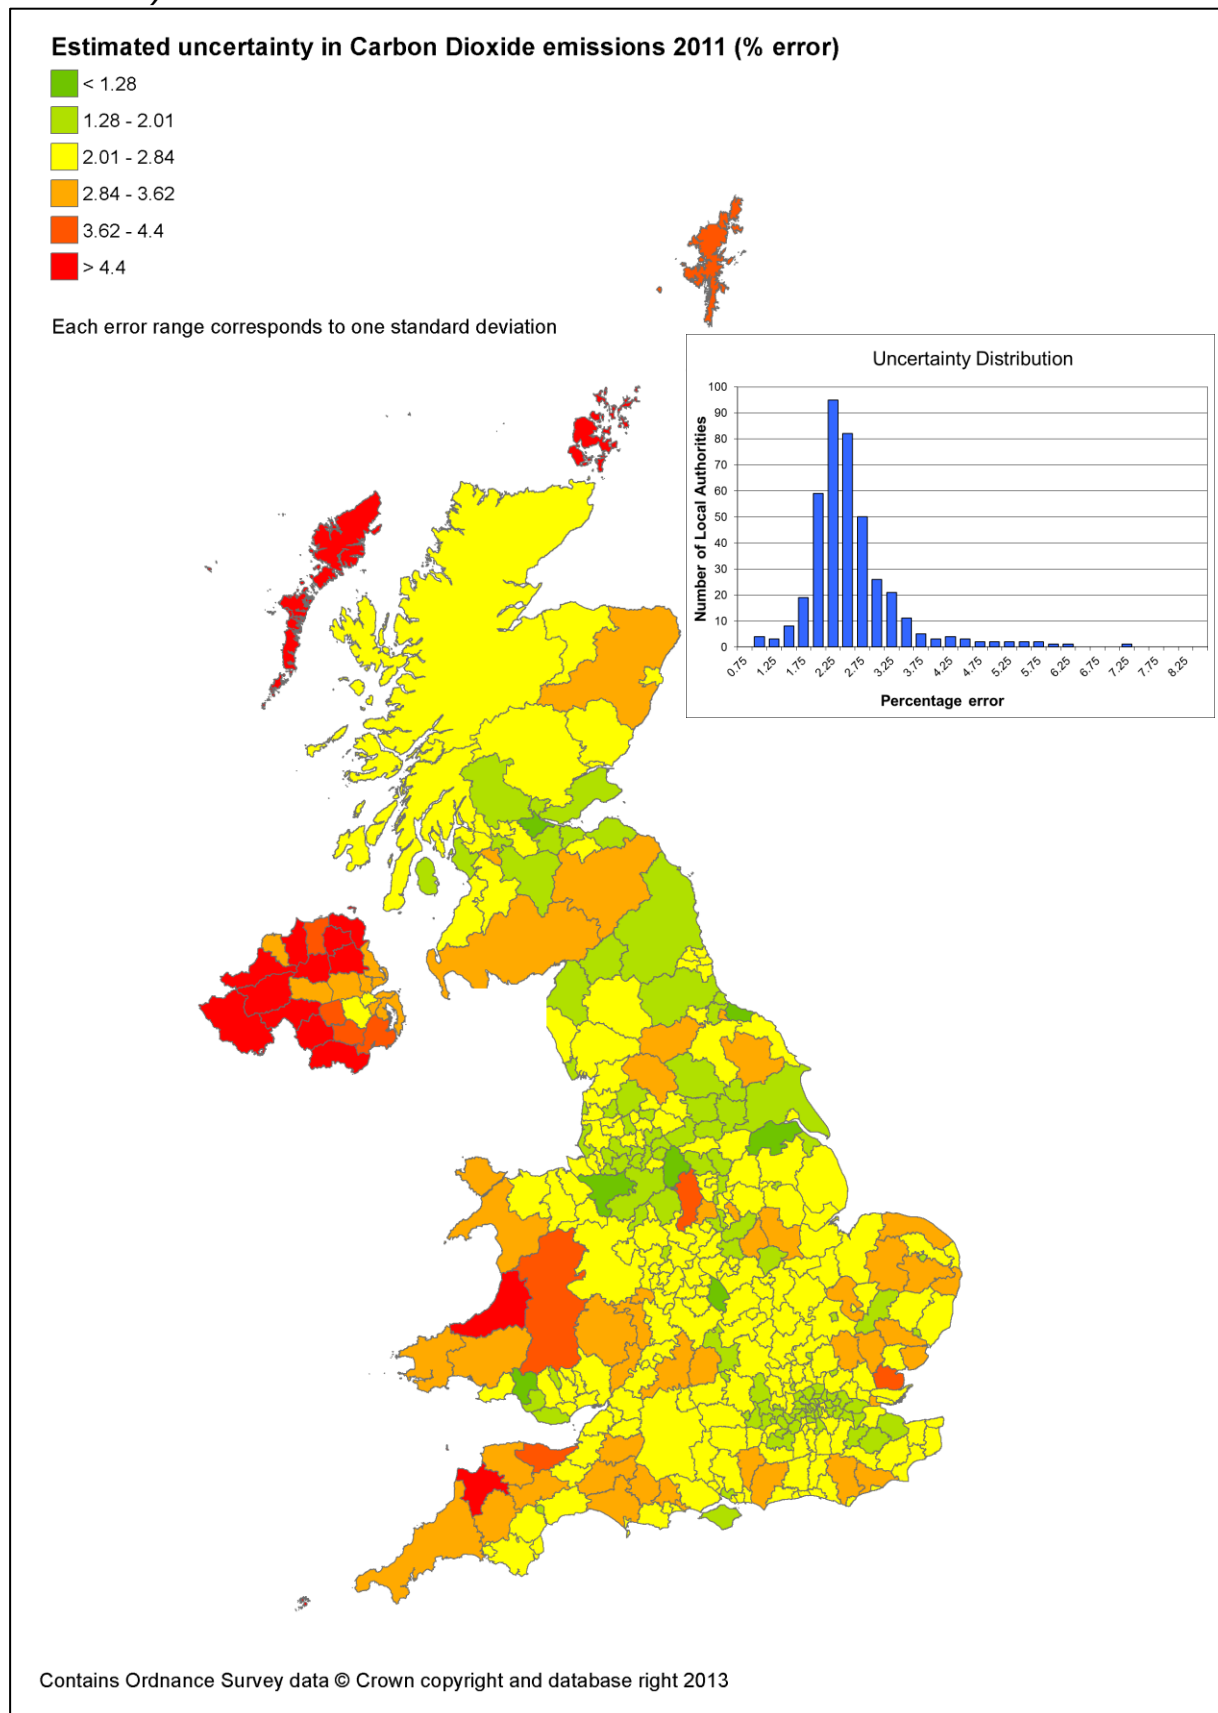 Estimated uncertainty in Carbon Dioxide emissions 2011 (% error)
< 1.28
1.28 - 2.01
2.01 - 2.84
2.84 - 3.62
3.62 - 4.4
> 4.4
Each error range corresponds to one standard deviation
Uncertainty Distribution
Number of Local Authorities
100
90
80
70
60
50
40
30
20
10
0
0.75 1.25 1.75 2.25 2.75 3.25 3.75 4.25 4.75 5.25 5.75 6.25 6.75 7.25 7.75 8.25
Percentage error
Contains Ordnance Survey data © Crown copyright and database right 2013